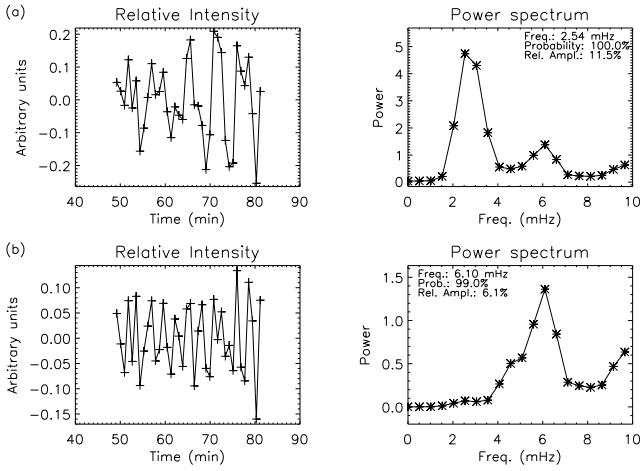 (a)
Relative Intensity
Arbitrary units
0.2
0.1
0.0
−0.1
−0.2
40 50 60 70 80 90
Time (min)
Power spectrum
Freq.: 2.54 mHz
Probability: 100.0%
Rel. Ampl.: 11.5%
Power
5
4
3
2
1
0
0 2 4 6 8 10
Freq. (mHz)
(b)
Relative Intensity
Arbitrary units
0.10
0.05
0.00
−0.05
−0.10
−0.15
40 50 60 70 80 90
Time (min)
Power spectrum
Freq.: 6.10 mHz
Prob.: 99.0%
Rel. Ampl.: 6.1%
Power
1.5
1.0
0.5
0.0
0 2 4 6 8 10
Freq. (mHz)